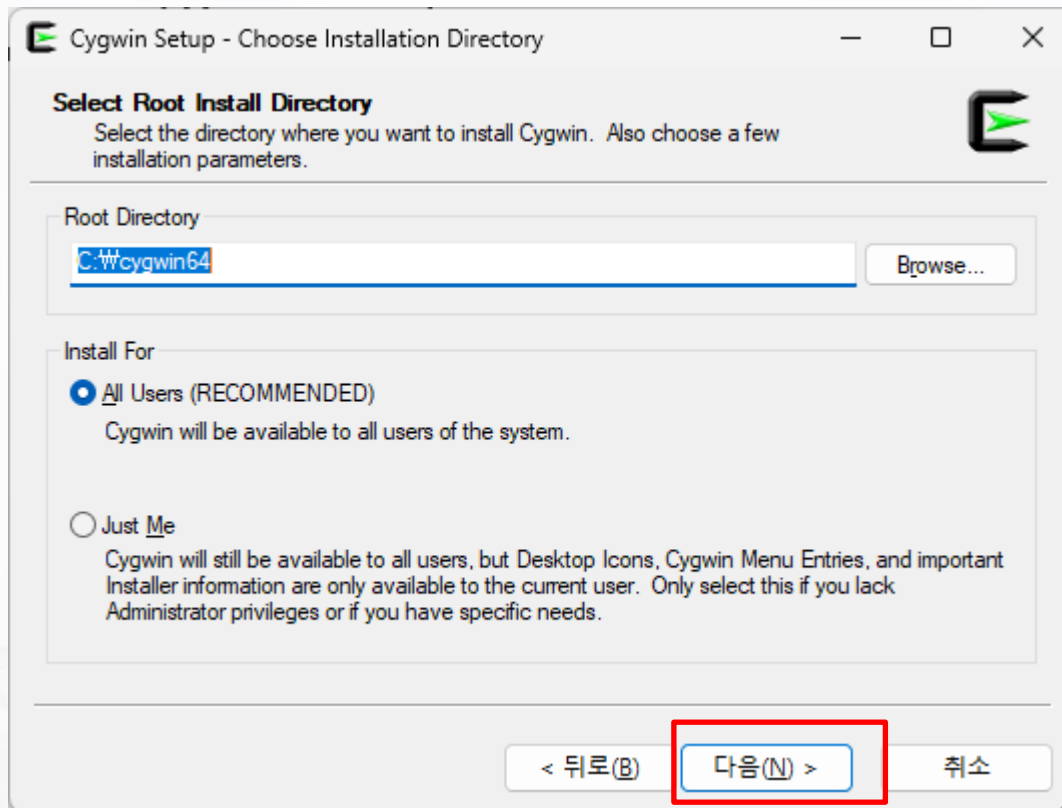 Cygwin Setup - Choose Installation Directory
Select Root Install Directory
Select the directory where you want to install Cygwin. Also choose a few
installation parameters.
Root Directory
C:₩cygwin64
Browse...
Install For
All Users (RECOMMENDED)
Cygwin will be available to all users of the system.
Just Me
Cygwin will still be available to all users, but Desktop Icons, Cygwin Menu Entries, and important
Installer information are only available to the current user. Only select this if you lack
Administrator privileges or if you have specific needs.
< 뒤로(B) 다음(N) > 취소